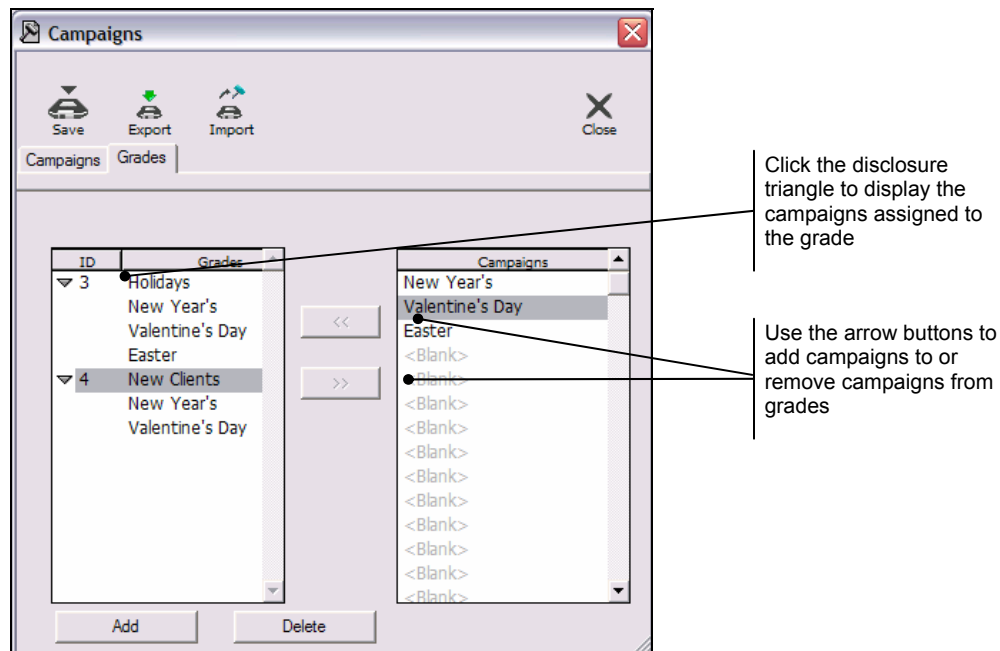 Campaigns
Save Export Import Close
Campaigns Grades
ID Grades
3 Holidays
New Year's
Valentine's Day
Easter
4 New Clients
New Year's
Valentine's Day
<<
>>
Campaigns
New Year's
Valentine's Day
Easter
<Blank>
<Blank>
<Blank>
<Blank>
<Blank>
<Blank>
<Blank>
<Blank>
<Blank>
<Blank>
<Blank>
Add Delete
Click the disclosure
triangle to display the
campaigns assigned to
the grade
Use the arrow buttons to
add campaigns to or
remove campaigns from
grades